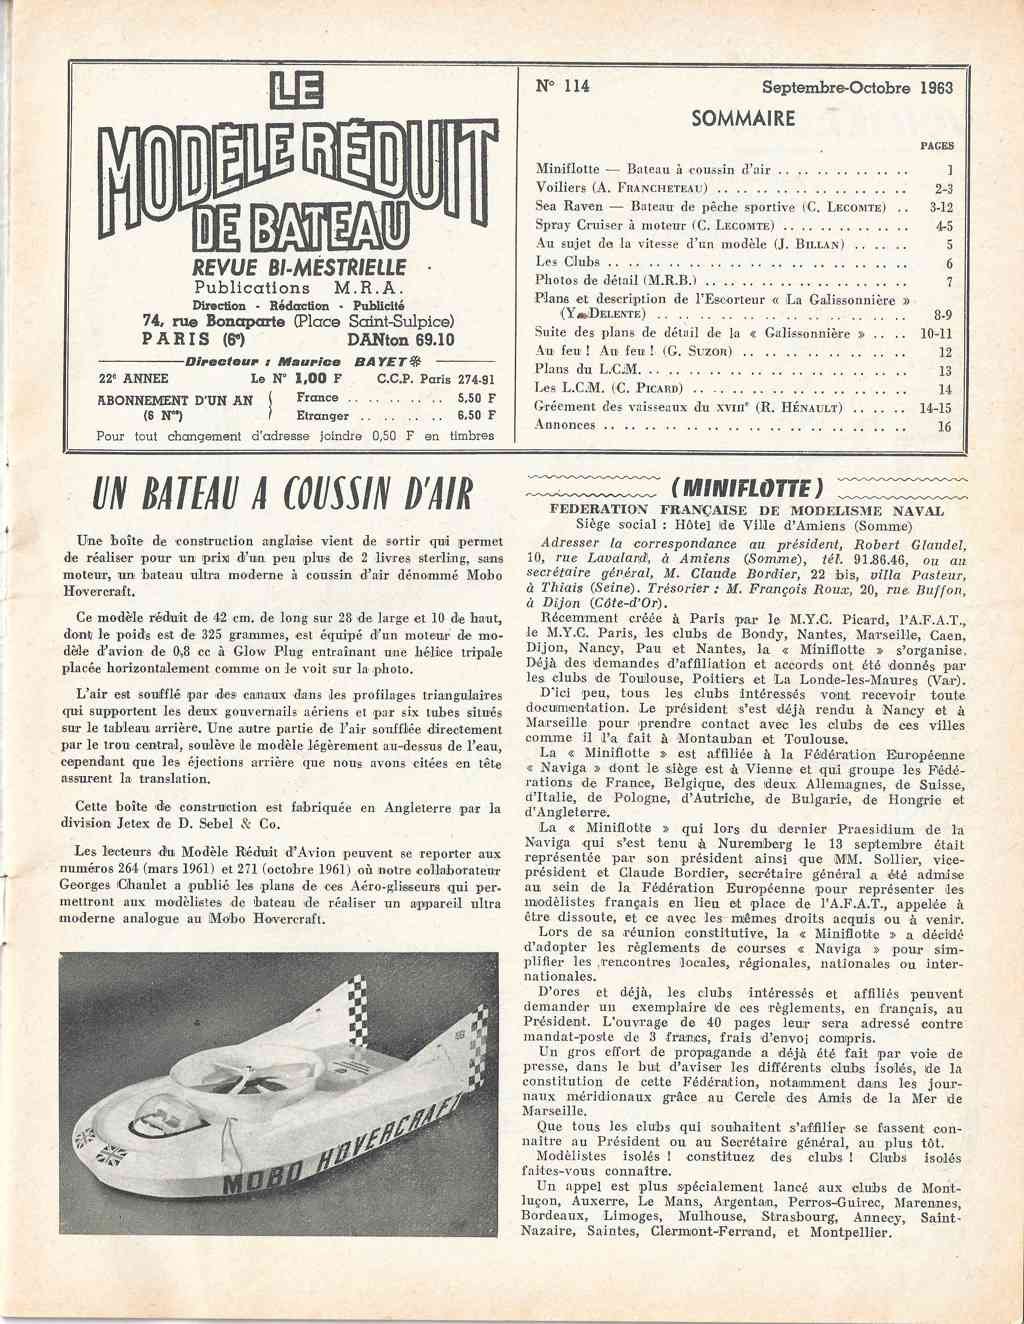 LE
MODÈLE RÉDUIT
DE BATEAU
REVUE BI-MESTRIELLE
Publications M.R.A.
Direction - Rédaction - Publicité
74, rue Bonaparte (Place Saint-Sulpice)
PARIS (6e) DANton 69.10
Directeur : Maurice BAYET
22e ANNEE Le N° 1,00 F C.C.P. Paris 274-91
ABONNEMENT D'UN AN { France .. .. .. .. .. 5,50 F
(6 Nos) } Etranger .. .. .. .. 6,50 F
Pour tout changement d'adresse joindre 0,50 F en timbres
N° 114 Septembre-Octobre 1963
SOMMAIRE
PAGES
Miniflotte — Bateau à coussin d'air .. .. .. .. .. .. 1
Voiliers (A. FRANCHETEAU) .. .. .. .. .. .. .. .. 2-3
Sea Raven — Bateau de pêche sportive (C. LECOMTE) .. 3-12
Spray Cruiser à moteur (C. LECOMTE) .. .. .. .. .. .. 4-5
Au sujet de la vitesse d'un modèle (J. BILLAN) .. .. .. 5
Les Clubs .. .. .. .. .. .. .. .. .. .. .. .. .. 6
Photos de détail (M.R.B.) .. .. .. .. .. .. .. .. .. 7
Plans et description de l'Escorteur « La Galissonnière »
(Y. DELENTE) .. .. .. .. .. .. .. .. .. .. .. 8-9
Suite des plans de détail de la « Galissonnière » .. .. 10-11
Au feu ! Au feu ! (G. SUZOR) .. .. .. .. .. .. .. 12
Plans du L.C.M. .. .. .. .. .. .. .. .. .. .. .. 13
Les L.C.M. (C. PICARD) .. .. .. .. .. .. .. .. .. 14
Gréement des vaisseaux du XVIIIe (R. HÉNAULT) .. .. .. 14-15
Annonces .. .. .. .. .. .. .. .. .. .. .. .. .. 16
UN BATEAU A COUSSIN D'AIR
Une boîte de construction anglaise vient de sortir qui permet
de réaliser pour un prix d'un peu plus de 2 livres sterling, sans
moteur, un bateau ultra moderne à coussin d'air dénommé Mobo
Hovercraft.
Ce modèle réduit de 42 cm. de long sur 28 de large et 10 de haut,
dont le poids est de 325 grammes, est équipé d'un moteur de mo-
dèle d'avion de 0,8 cc à Glow Plug entraînant une hélice tripale
placée horizontalement comme on le voit sur la photo.
L'air est soufflé par des canaux dans les profilages triangulaires
qui supportent les deux gouvernails aériens et par six tubes situés
sur le tableau arrière. Une autre partie de l'air soufflée directement
par le trou central, soulève le modèle légèrement au-dessus de l'eau,
cependant que les éjections arrière que nous avons citées en tête
assurent la translation.
Cette boîte de construction est fabriquée en Angleterre par la
division Jetex de D. Sebel & Co.
Les lecteurs du Modèle Réduit d'Avion peuvent se reporter aux
numéros 264 (mars 1961) et 271 (octobre 1961) où notre collaborateur
Georges Chaulet a publié les plans de ces Aéro-glisseurs qui per-
mettront aux modèlistes de bateau de réaliser un appareil ultra
moderne analogue au Mobo Hovercraft.
MOBO HOVERCRAFT
(MINIFLOTTE)
FEDERATION FRANÇAISE DE MODELISME NAVAL
Siège social : Hôtel de Ville d'Amiens (Somme)
Adresser la correspondance au président, Robert Glaudel,
10, rue Lavalard, à Amiens (Somme), tél. 91.86.46, ou au
secrétaire général, M. Claude Bordier, 22 bis, villa Pasteur,
à Thiais (Seine). Trésorier : M. François Roux, 20, rue Buffon,
à Dijon (Côte-d'Or).
Récemment créée à Paris par le M.Y.C. Picard, l'A.F.A.T.,
le M.Y.C. Paris, les clubs de Bondy, Nantes, Marseille, Caen,
Dijon, Nancy, Pau et Nantes, la « Miniflotte » s'organise.
Déjà des demandes d'affiliation et accords ont été donnés par
les clubs de Toulouse, Poitiers et La Londe-les-Maures (Var).
D'ici peu, tous les clubs intéressés vont recevoir toute
documentation. Le président s'est déjà rendu à Nancy et à
Marseille pour prendre contact avec les clubs de ces villes
comme il l'a fait à Montauban et Toulouse.
La « Miniflotte » est affiliée à la Fédération Européenne
« Naviga » dont le siège est à Vienne et qui groupe les Fédé-
rations de France, Belgique, des deux Allemagnes, de Suisse,
d'Italie, de Pologne, d'Autriche, de Bulgarie, de Hongrie et
d'Angleterre.
La « Miniflotte » qui lors du dernier Praesidium de la
Naviga qui s'est tenu à Nuremberg le 13 septembre était
représentée par son président ainsi que MM. Sollier, vice-
président et Claude Bordier, secrétaire général a été admise
au sein de la Fédération Européenne pour représenter les
modèlistes français en lieu et place de l'A.F.A.T., appelée à
être dissoute, et ce avec les mêmes droits acquis ou à venir.
Lors de sa réunion constitutive, la « Miniflotte » a décidé
d'adopter les règlements de courses « Naviga » pour sim-
plifier les rencontres locales, régionales, nationales ou inter-
nationales.
D'ores et déjà, les clubs intéressés et affiliés peuvent
demander un exemplaire de ces règlements, en français, au
Président. L'ouvrage de 40 pages leur sera adressé contre
mandat-poste de 3 francs, frais d'envoi compris.
Un gros effort de propagande a déjà été fait par voie de
presse, dans le but d'aviser les différents clubs isolés, de la
constitution de cette Fédération, notamment dans les jour-
naux méridionaux grâce au Cercle des Amis de la Mer de
Marseille.
Que tous les clubs qui souhaitent s'affilier se fassent con-
naître au Président ou au Secrétaire général, au plus tôt.
Modèlistes isolés ! constituez des clubs ! Clubs isolés
faites-vous connaître.
Un appel est plus spécialement lancé aux clubs de Mont-
luçon, Auxerre, Le Mans, Argentan, Perros-Guirec, Marennes,
Bordeaux, Limoges, Mulhouse, Strasbourg, Annecy, Saint-
Nazaire, Saintes, Clermont-Ferrand, et Montpellier.